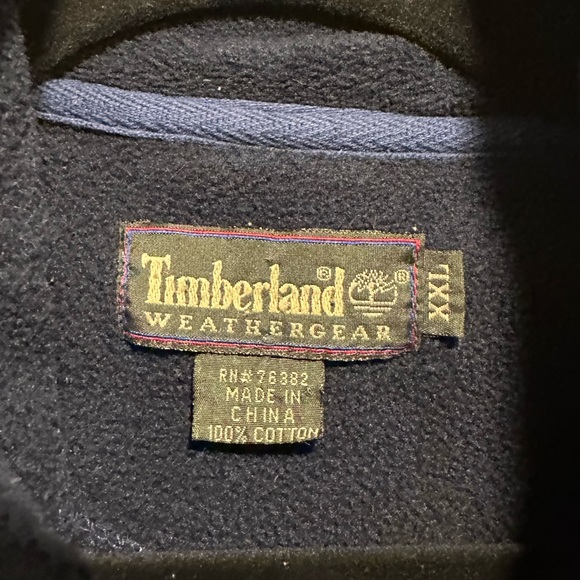 Timberland®
®
WEATHERGEAR
XXL
RN# 76382
MADE IN
CHINA
100% COTTON